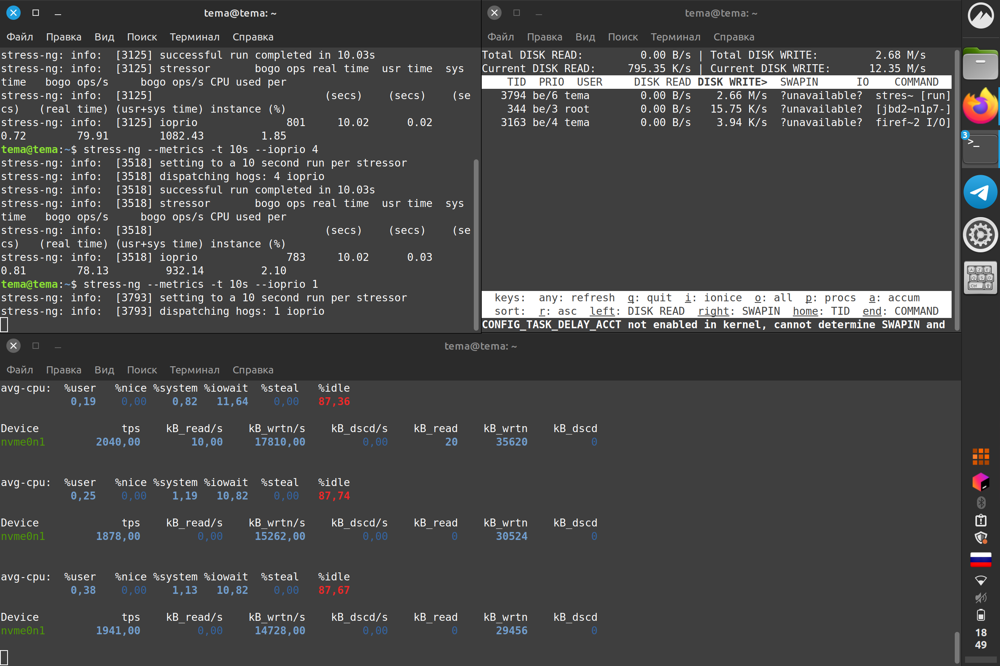 tema@tema: ~
Файл Правка Вид Поиск Терминал Справка
stress-ng: info:  [3125] successful run completed in 10.03s
stress-ng: info:  [3125] stressor       bogo ops real time  usr time  sys
time   bogo ops/s     bogo ops/s CPU used per
stress-ng: info:  [3125]                           (secs)    (secs)    (se
cs)   (real time) (usr+sys time) instance (%)
stress-ng: info:  [3125] ioprio              801     10.02      0.02
0.72        79.91        1082.43         1.85
tema@tema:~$ stress-ng --metrics -t 10s --ioprio 4
stress-ng: info:  [3518] setting to a 10 second run per stressor
stress-ng: info:  [3518] dispatching hogs: 4 ioprio
stress-ng: info:  [3518] successful run completed in 10.03s
stress-ng: info:  [3518] stressor       bogo ops real time  usr time  sys
time   bogo ops/s     bogo ops/s CPU used per
stress-ng: info:  [3518]                           (secs)    (secs)    (se
cs)   (real time) (usr+sys time) instance (%)
stress-ng: info:  [3518] ioprio              783     10.02      0.03
0.81        78.13         932.14         2.10
tema@tema:~$ stress-ng --metrics -t 10s --ioprio 1
stress-ng: info:  [3793] setting to a 10 second run per stressor
stress-ng: info:  [3793] dispatching hogs: 1 ioprio
tema@tema: ~
Файл Правка Вид Поиск Терминал Справка
Total DISK READ:         0.00 B/s | Total DISK WRITE:         2.68 M/s
Current DISK READ:     795.35 K/s | Current DISK WRITE:      12.35 M/s
TID  PRIO  USER     DISK READ DISK WRITE>  SWAPIN      IO    COMMAND
3794 be/6 tema        0.00 B/s    2.66 M/s  ?unavailable?  stres~ [run]
344 be/3 root        0.00 B/s   15.75 K/s  ?unavailable?  [jbd2~n1p7-]
3163 be/4 tema        0.00 B/s    3.94 K/s  ?unavailable?  firef~2 I/O]
keys:  any: refresh  q: quit  i: ionice  o: all  p: procs  a: accum
sort:  r: asc  left: DISK READ  right: SWAPIN  home: TID  end: COMMAND
CONFIG_TASK_DELAY_ACCT not enabled in kernel, cannot determine SWAPIN and
tema@tema: ~
Файл Правка Вид Поиск Терминал Справка
avg-cpu:  %user   %nice %system %iowait  %steal   %idle
0,19    0,00    0,82   11,64    0,00   87,36
Device             tps    kB_read/s    kB_wrtn/s    kB_dscd/s    kB_read    kB_wrtn    kB_dscd
nvme0n1        2040,00        10,00     17810,00         0,00         20      35620          0
avg-cpu:  %user   %nice %system %iowait  %steal   %idle
0,25    0,00    1,19   10,82    0,00   87,74
Device             tps    kB_read/s    kB_wrtn/s    kB_dscd/s    kB_read    kB_wrtn    kB_dscd
nvme0n1        1878,00         0,00     15262,00         0,00          0      30524          0
avg-cpu:  %user   %nice %system %iowait  %steal   %idle
0,38    0,00    1,13   10,82    0,00   87,67
Device             tps    kB_read/s    kB_wrtn/s    kB_dscd/s    kB_read    kB_wrtn    kB_dscd
nvme0n1        1941,00         0,00     14728,00         0,00          0      29456          0
3
>_
A Z E
Q S D
Ctrl
18
49